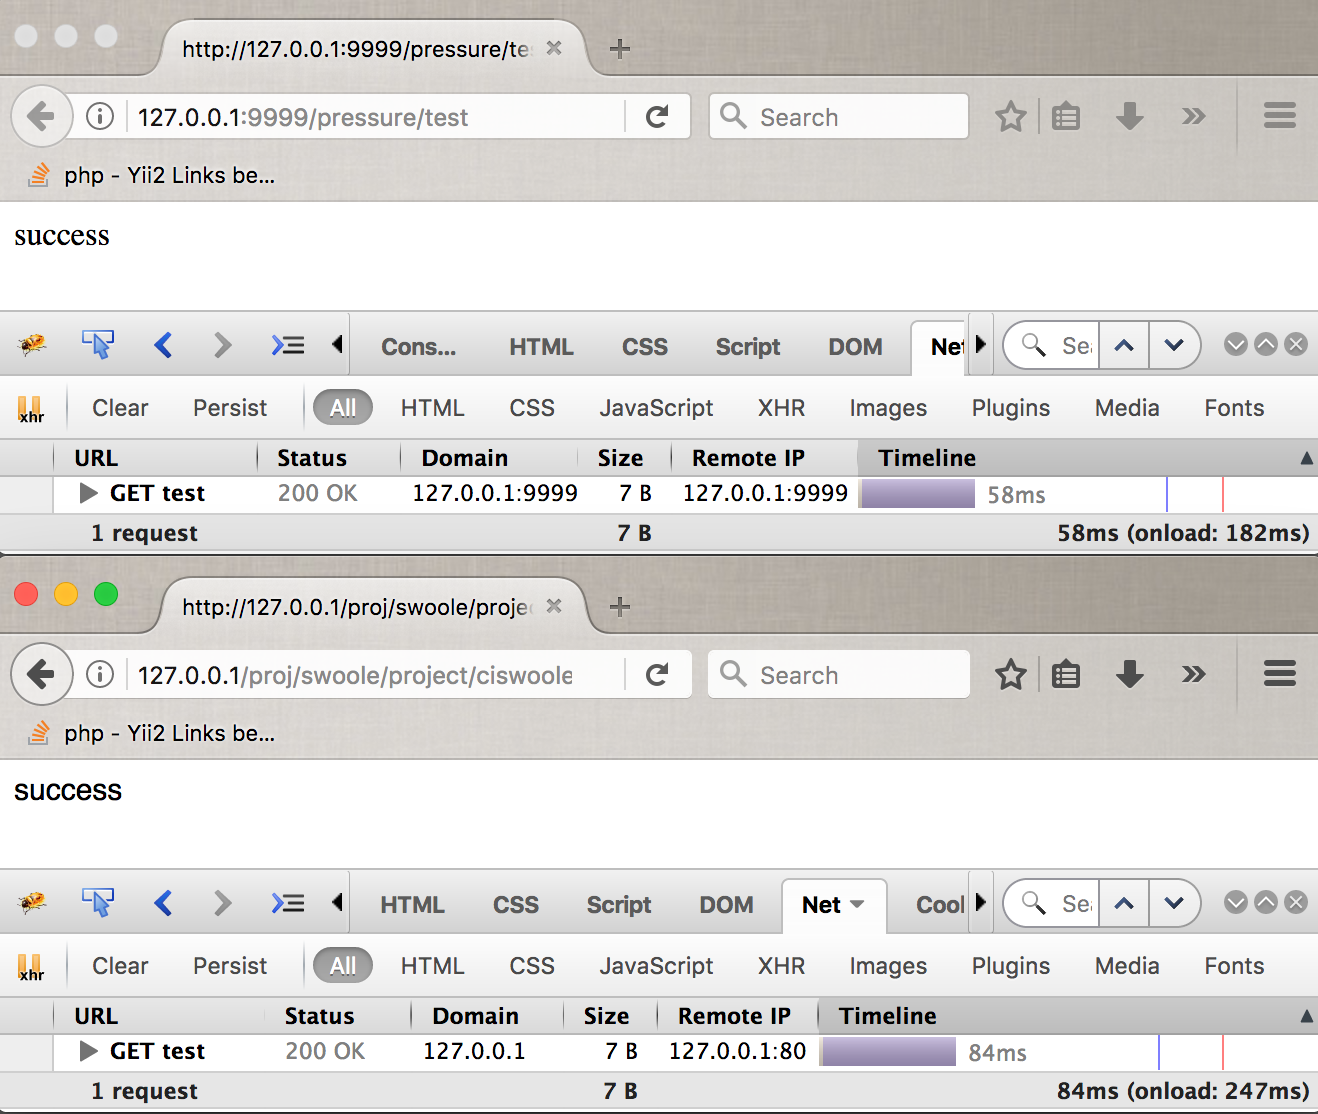 http://127.0.0.1:9999/pressure/te
127.0.0.1:9999/pressure/test
Search
php - Yii2 Links be...
success
Cons... HTML CSS Script DOM Net Se
xhr Clear Persist All HTML CSS JavaScript XHR Images Plugins Media Fonts
URL Status Domain Size Remote IP Timeline
GET test 200 OK 127.0.0.1:9999 7 B 127.0.0.1:9999 58ms
1 request 7 B 58ms (onload: 182ms)
http://127.0.0.1/proj/swoole/proje
127.0.0.1/proj/swoole/project/ciswoole
Search
php - Yii2 Links be...
success
HTML CSS Script DOM Net Cool Se
xhr Clear Persist All HTML CSS JavaScript XHR Images Plugins Media Fonts
URL Status Domain Size Remote IP Timeline
GET test 200 OK 127.0.0.1 7 B 127.0.0.1:80 84ms
1 request 7 B 84ms (onload: 247ms)